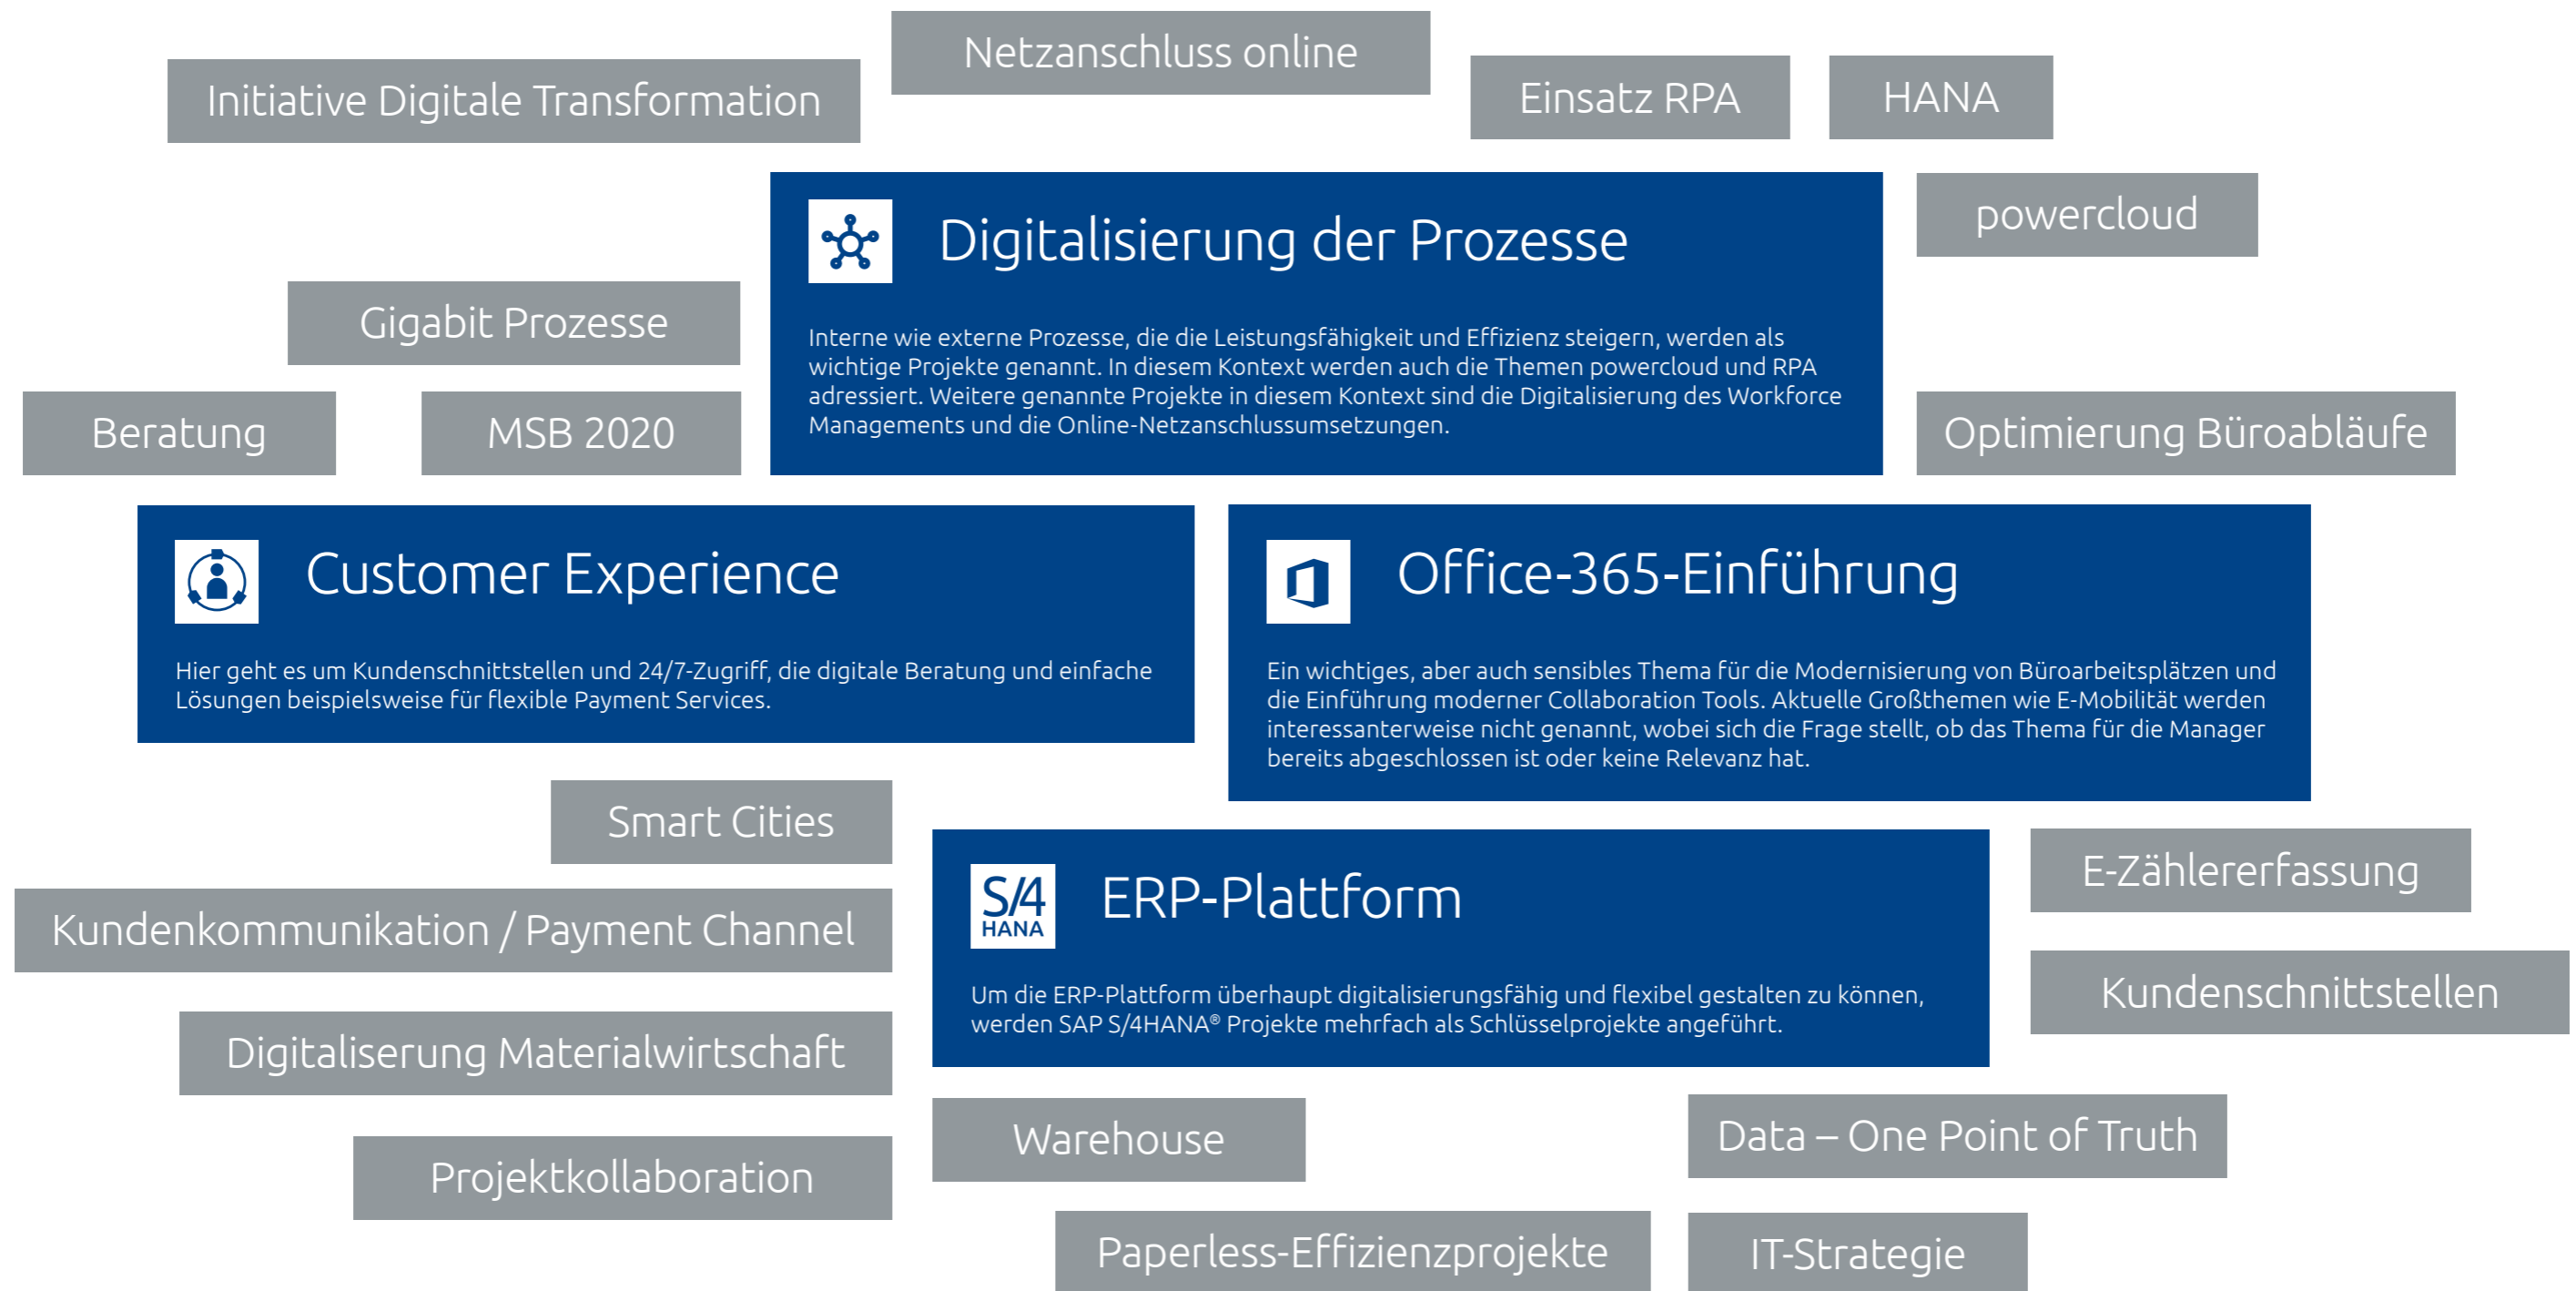 Netzanschluss online
Initiative Digitale Transformation
Einsatz RPA
HANA
powercloud
Digitalisierung der Prozesse
Interne wie externe Prozesse, die die Leistungsfähigkeit und Effizienz steigern, werden als
wichtige Projekte genannt. In diesem Kontext werden auch die Themen powercloud und RPA
adressiert. Weitere genannte Projekte in diesem Kontext sind die Digitalisierung des Workforce
Managements und die Online-Netzanschlussumsetzungen.
Gigabit Prozesse
Beratung
MSB 2020
Optimierung Büroabläufe
Customer Experience
Hier geht es um Kundenschnittstellen und 24/7-Zugriff, die digitale Beratung und einfache
Lösungen beispielsweise für flexible Payment Services.
Office-365-Einführung
Ein wichtiges, aber auch sensibles Thema für die Modernisierung von Büroarbeitsplätzen und
die Einführung moderner Collaboration Tools. Aktuelle Großthemen wie E-Mobilität werden
interessanterweise nicht genannt, wobei sich die Frage stellt, ob das Thema für die Manager
bereits abgeschlossen ist oder keine Relevanz hat.
Smart Cities
Kundenkommunikation / Payment Channel
Digitaliserung Materialwirtschaft
Projektkollaboration
S/4
HANA
ERP-Plattform
Um die ERP-Plattform überhaupt digitalisierungsfähig und flexibel gestalten zu können,
werden SAP S/4HANA® Projekte mehrfach als Schlüsselprojekte angeführt.
E-Zählererfassung
Kundenschnittstellen
Warehouse
Data – One Point of Truth
Paperless-Effizienzprojekte
IT-Strategie